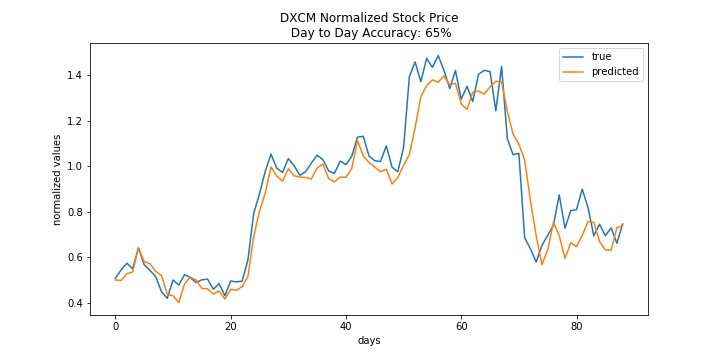 DXCM Normalized Stock Price
Day to Day Accuracy: 65%
true
predicted
normalized values
1.4
1.2
1.0
0.8
0.6
0.4
0
20
40
60
80
days